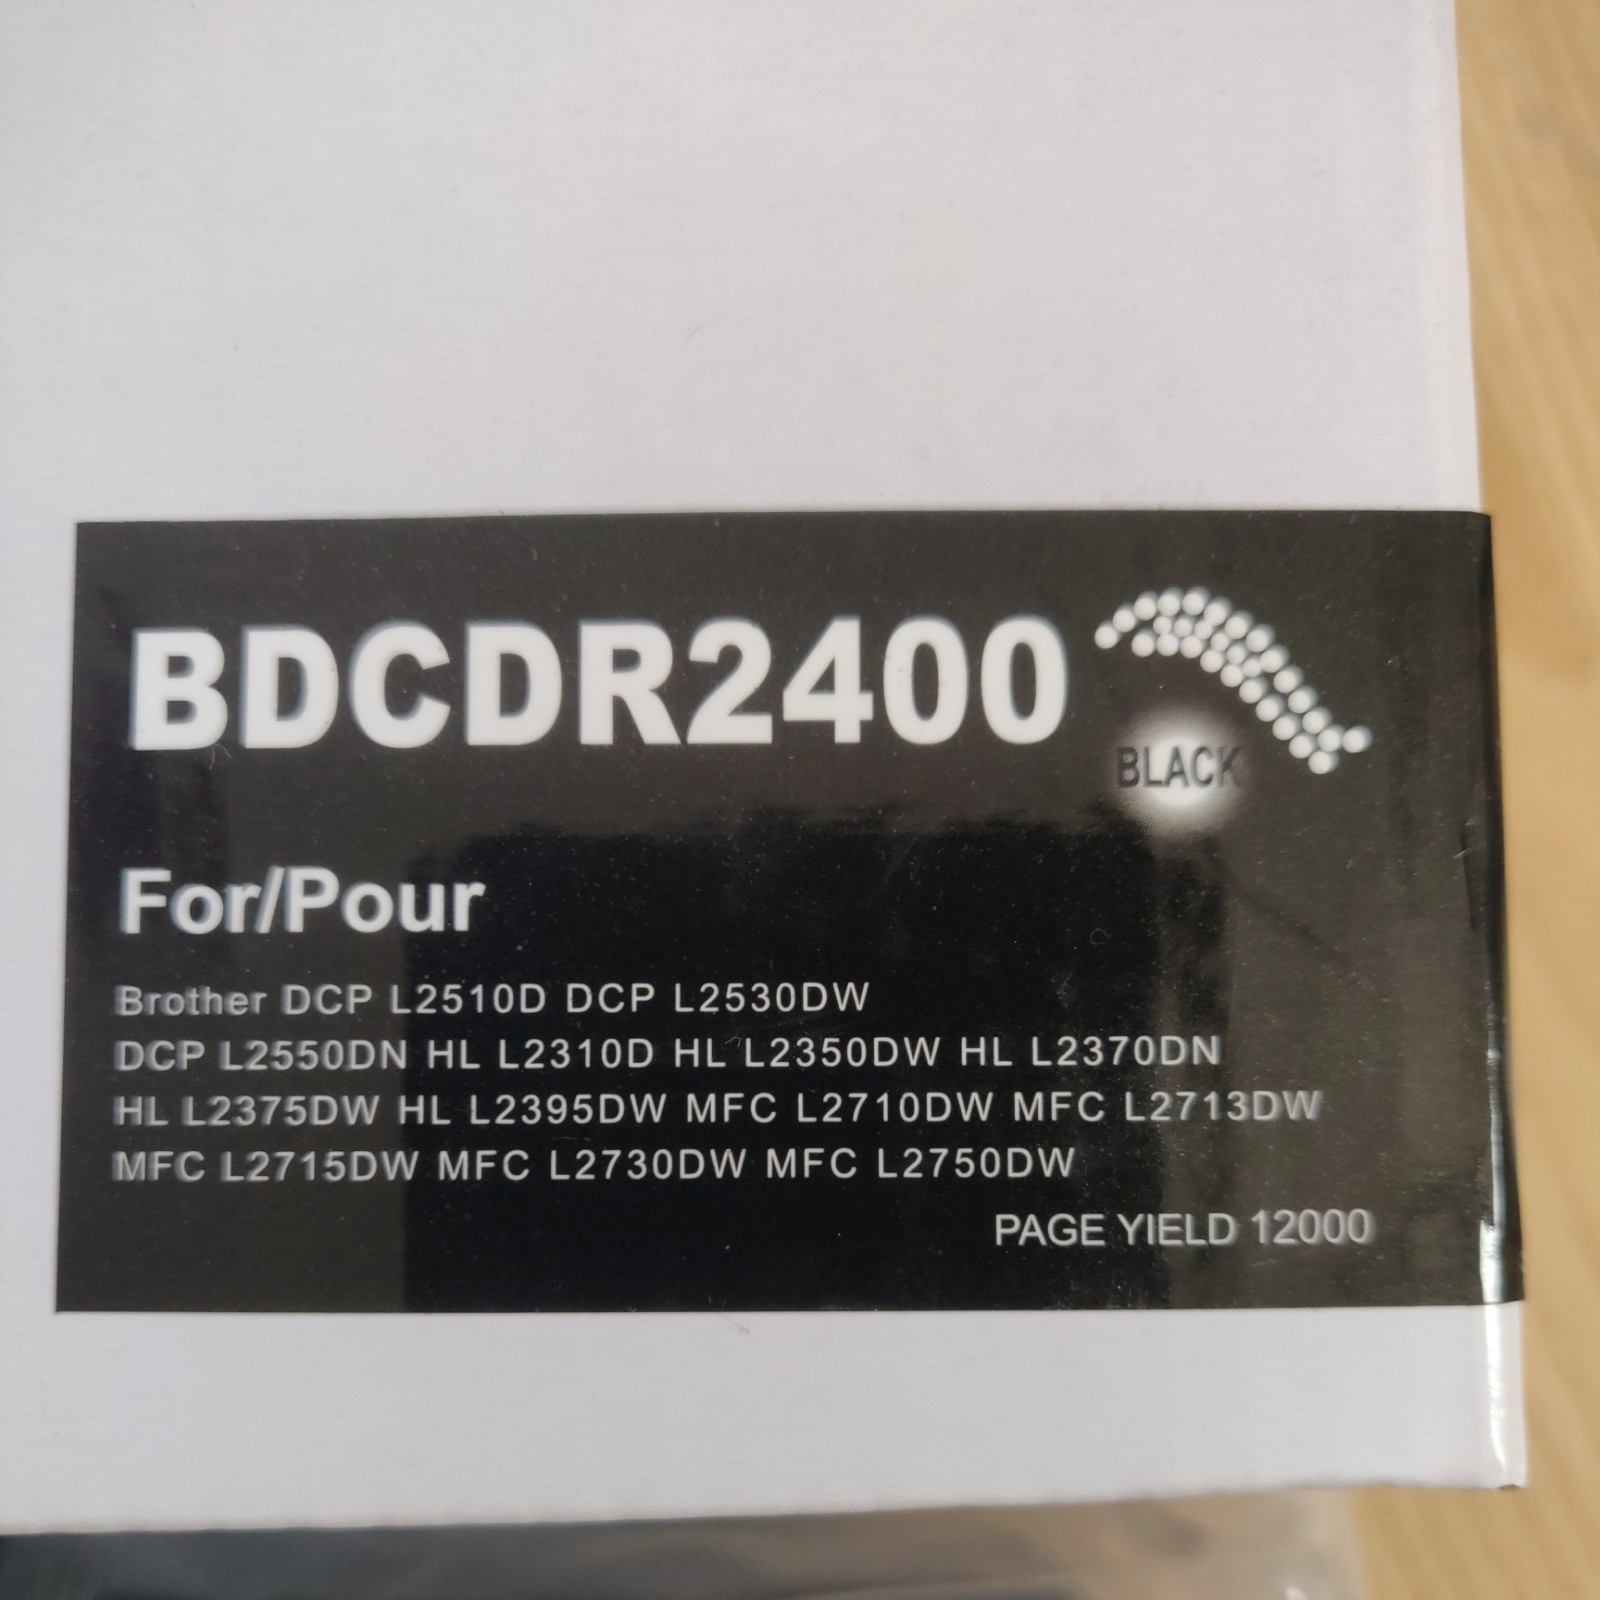 BDCDR2400
BLACK
For/Pour
Brother DCP L2510D DCP L2530DW
DCP L2550DN HL L2310D HL L2350DW HL L2370DN
HL L2375DW HL L2395DW MFC L2710DW MFC L2713DW
MFC L2715DW MFC L2730DW MFC L2750DW
PAGE YIELD 12000